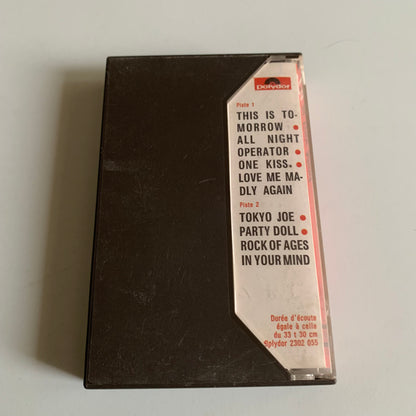 Polydor
Piste 1
THIS IS TO-
MORROW •
ALL NIGHT
OPERATOR •
ONE KISS •
LOVE ME MA-
DLY AGAIN
Piste 2
TOKYO JOE •
PARTY DOLL •
ROCK OF AGES
IN YOUR MIND
Durée d'écoute
égale à celle
du 33 t 30 cm
Polydor 2302 055